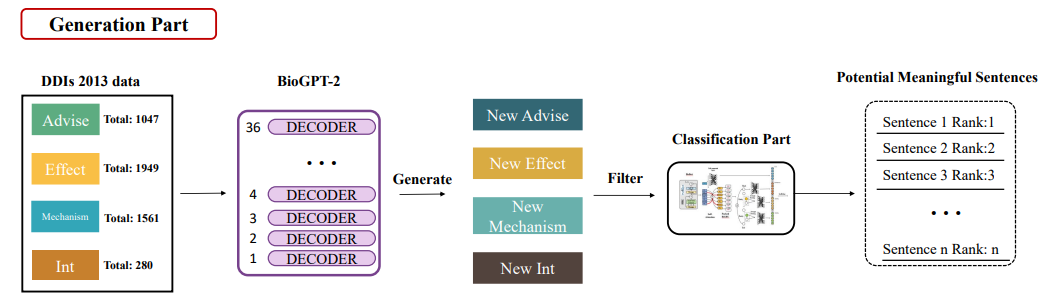 Generation Part
DDIs 2013 data
Advise Total: 1047
Effect Total: 1949
Mechanism Total: 1561
Int Total: 280
BioGPT-2
36 DECODER
...
4 DECODER
3 DECODER
2 DECODER
1 DECODER
Generate
New Advise
New Effect
New
Mechanism
New Int
Filter
Classification Part
Potential Meaningful Sentences
Sentence 1 Rank:1
Sentence 2 Rank:2
Sentence 3 Rank:3
...
Sentence n Rank: n